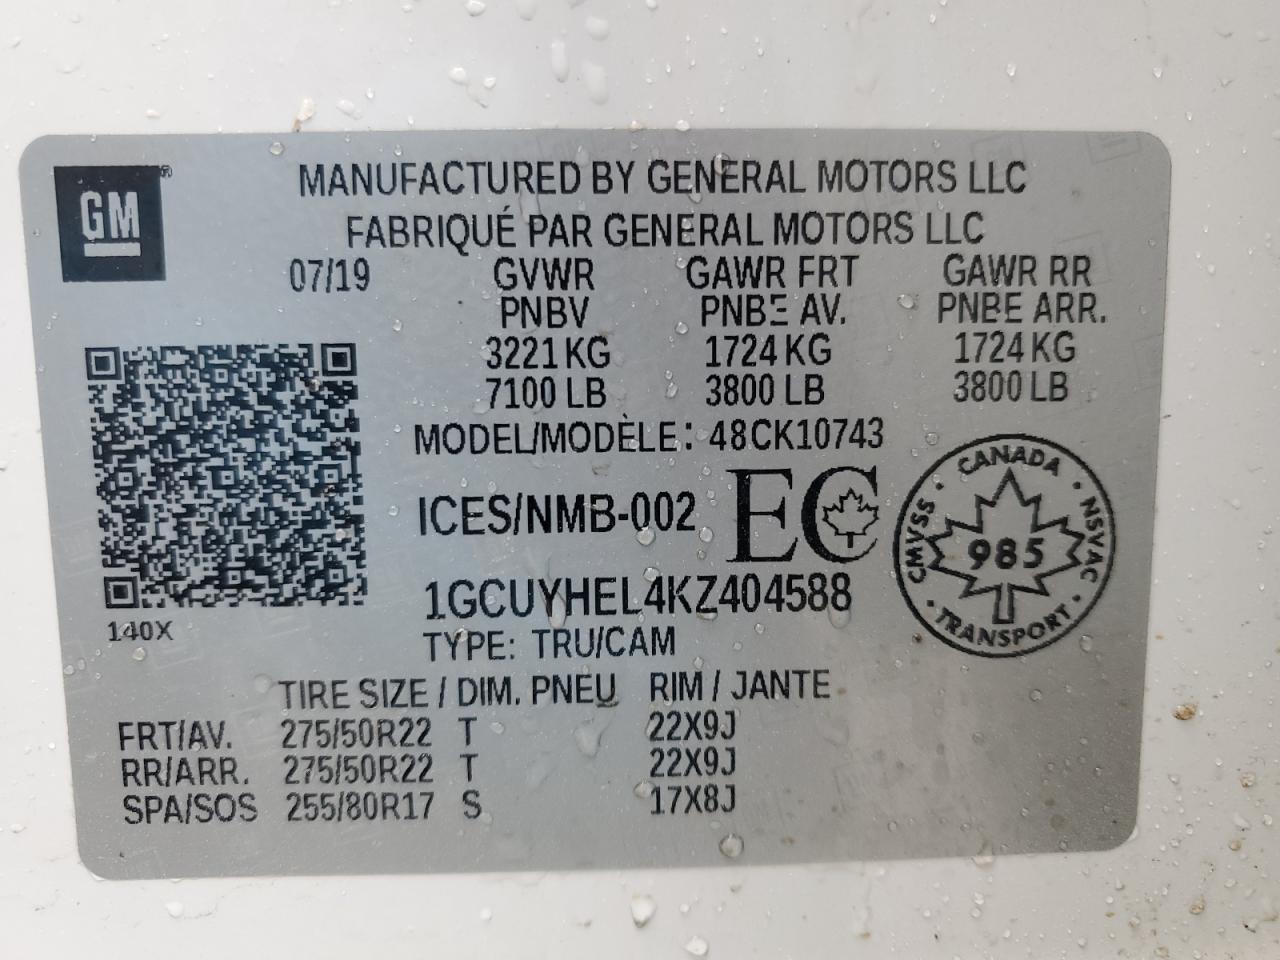 GM®
MANUFACTURED BY GENERAL MOTORS LLC
FABRIQUÉ PAR GENERAL MOTORS LLC
07/19 GVWR GAWR FRT GAWR RR
PNBV PNBE AV. PNBE ARR.
3221 KG 1724 KG 1724 KG
7100 LB 3800 LB 3800 LB
MODEL/MODÈLE: 48CK10743
ICES/NMB-002 EC
CANADA
CMVSS 985 NSVAC
TRANSPORT
1GCUYHEL4KZ404588
140X
TYPE: TRU/CAM
TIRE SIZE / DIM. PNEU RIM / JANTE
FRT/AV. 275/50R22 T 22X9J
RR/ARR. 275/50R22 T 22X9J
SPA/SOS 255/80R17 S 17X8J